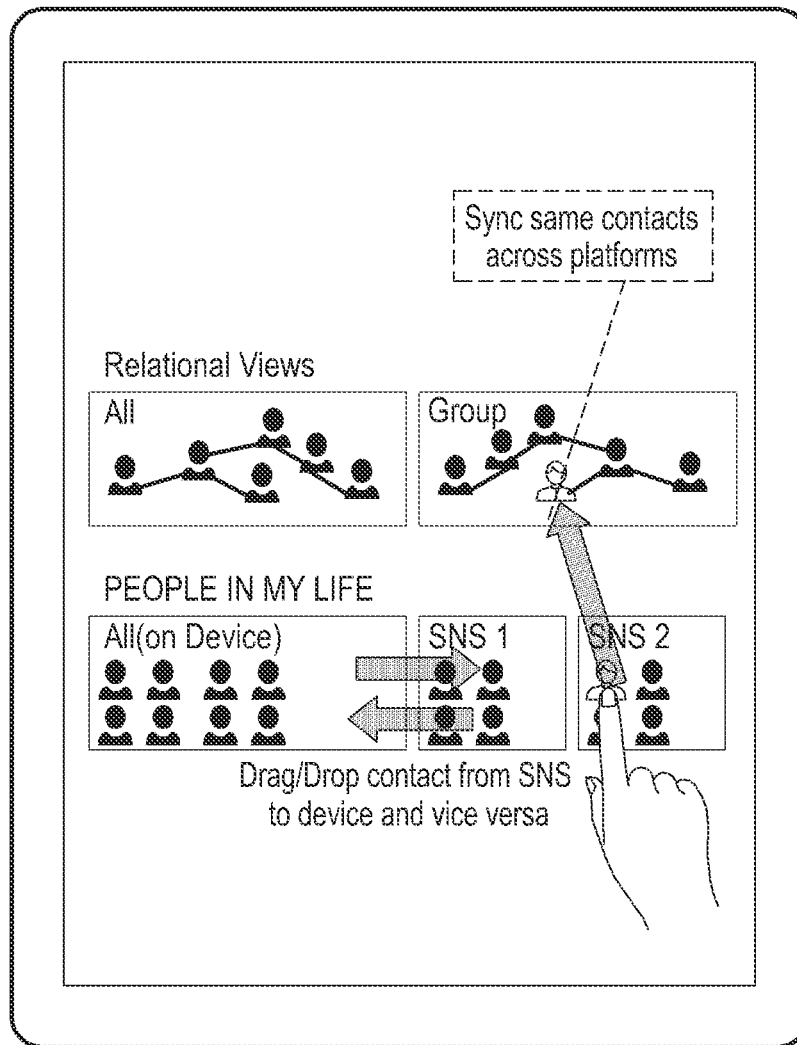 Sync same contacts
across platforms
Relational Views
All
Group
PEOPLE IN MY LIFE
All(on Device)
SNS 1
SNS 2
Drag/Drop contact from SNS
to device and vice versa